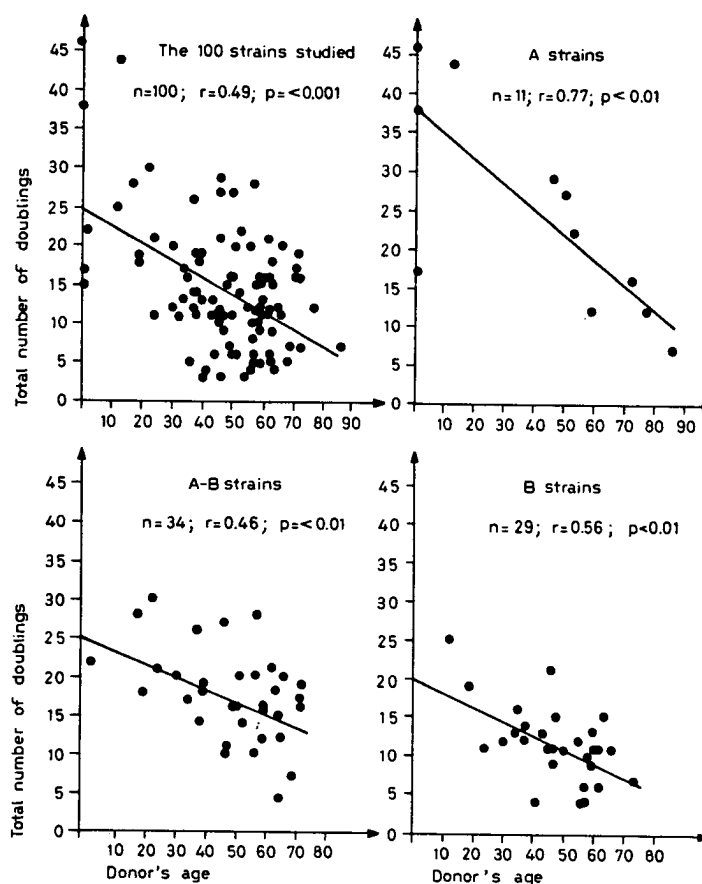 The 100 strains studied
n=100; r=0.49; p=<0.001
Total number of doublings
45
40
35
30
25
20
15
10
5
0
10 20 30 40 50 60 70 80 90
A strains
n=11; r=0.77; p<0.01
45
40
35
30
25
20
15
10
5
0
10 20 30 40 50 60 70 80 90
A-B strains
n=34; r=0.46; p=<0.01
Total number of doublings
45
40
35
30
25
20
15
10
5
0
10 20 30 40 50 60 70 80
Donor's age
B strains
n=29; r=0.56; p<0.01
45
40
35
30
25
20
15
10
5
0
10 20 30 40 50 60 70 80 90
Donor's age